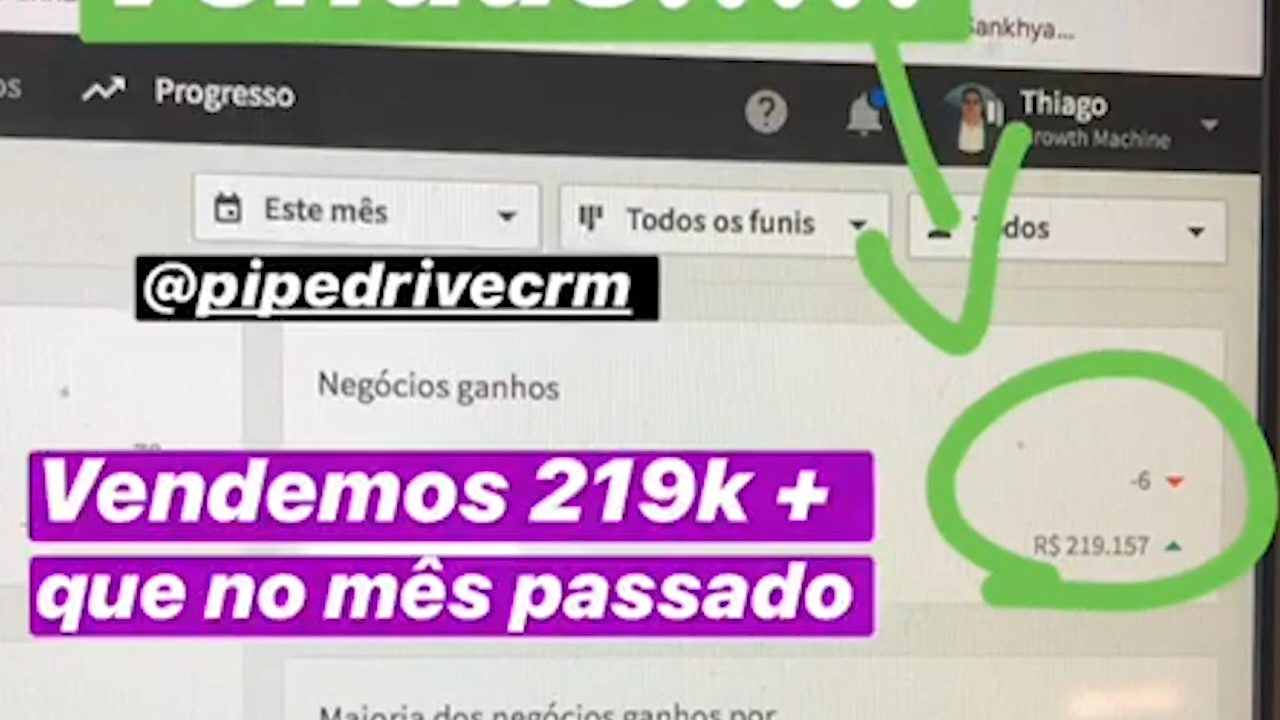 Sankhya...
Progresso
?
Thiago
Growth Machine
Este mês
Todos os funis
@pipedrivecrm
Negócios ganhos
-6
R$ 219.157
Vendemos 219k +
que no mês passado
Maioria dos negócios ganhos por